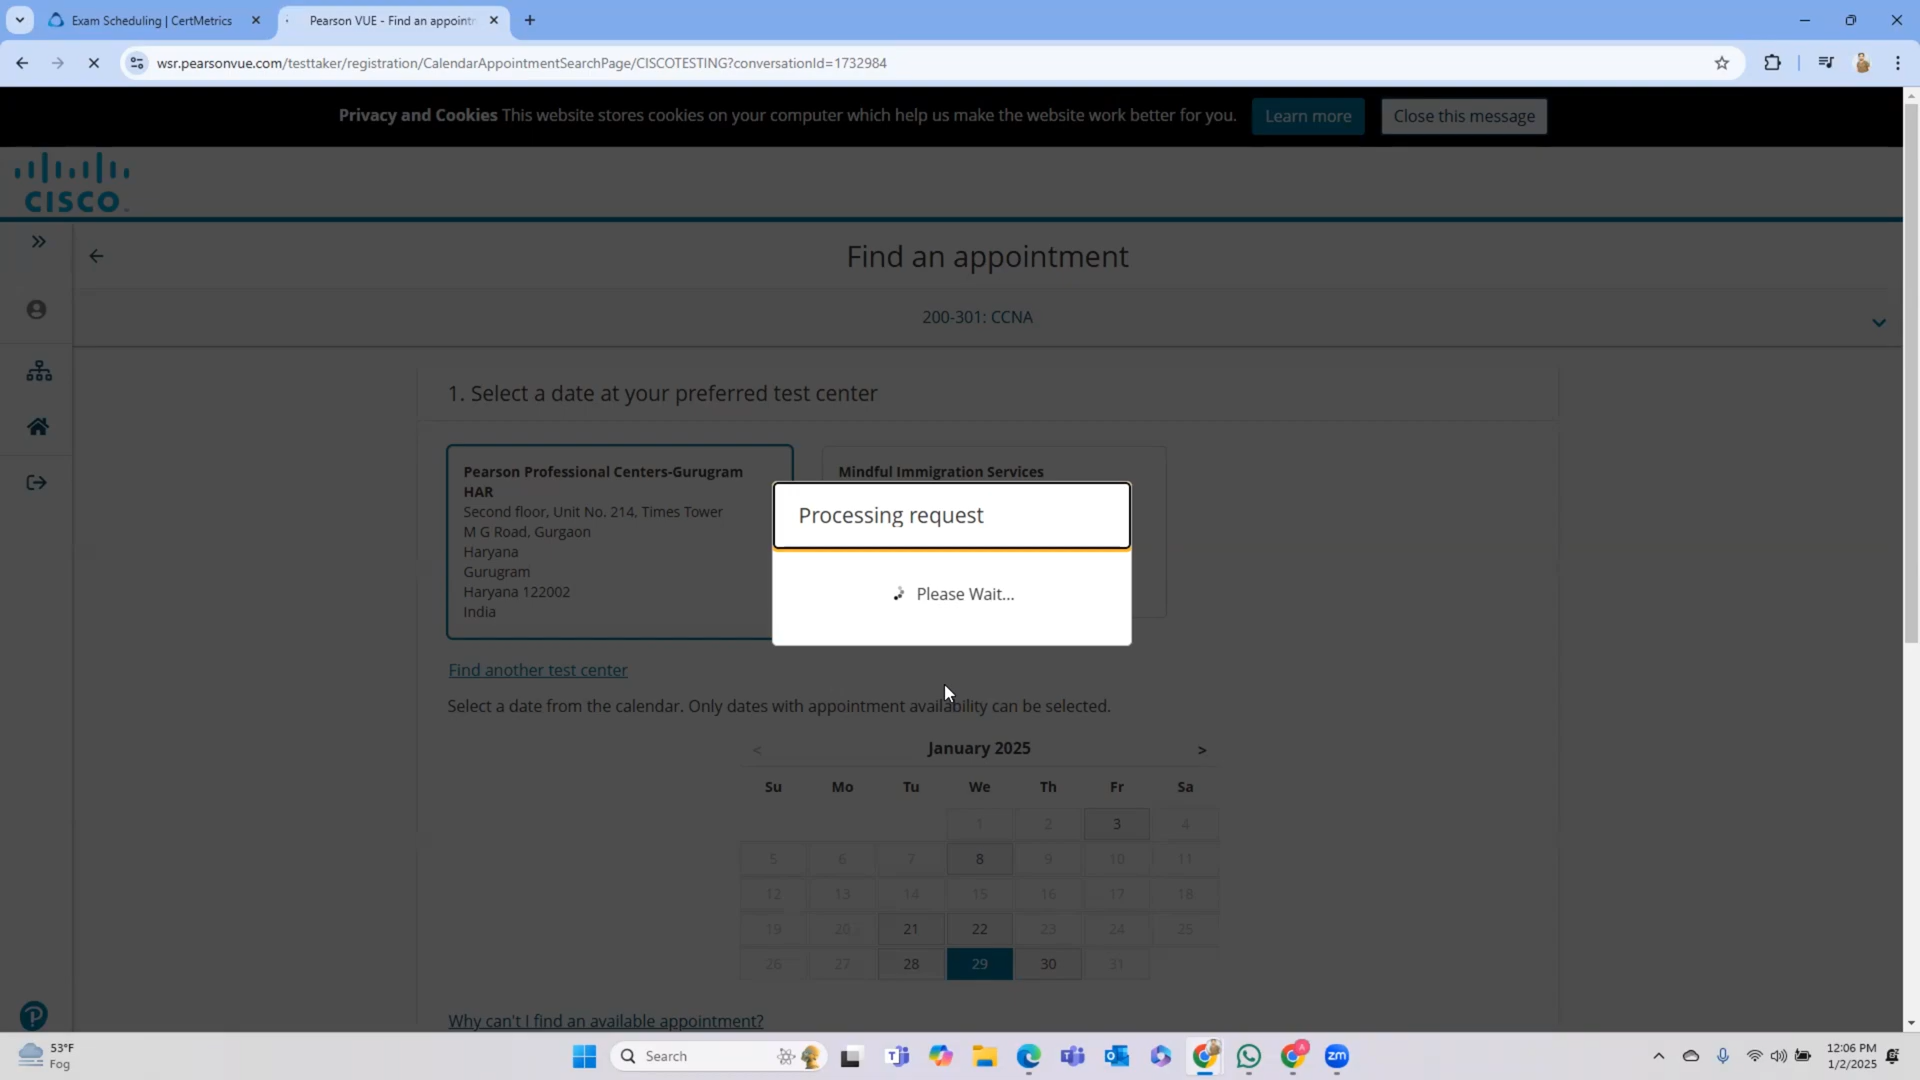 Exam Scheduling | CertMetrics
Pearson VUE - Find an appoint
wsr.pearsonvue.com/testtaker/registration/CalendarAppointmentSearchPage/CISCOTESTING?conversationId=1732984
Privacy and Cookies This website stores cookies on your computer which help us make the website work better for you.
Learn more
Close this message
CISCO
Find an appointment
200-301: CCNA
1. Select a date at your preferred test center
Pearson Professional Centers-Gurugram
HAR
Second floor, Unit No. 214, Times Tower
M G Road, Gurgaon
Haryana
Gurugram
Haryana 122002
India
Mindful Immigration Services
Processing request
Please Wait...
Find another test center
Select a date from the calendar. Only dates with appointment availability can be selected.
< January 2025 >
Su Mo Tu We Th Fr Sa
1 2 3 4
5 6 7 8 9 10 11
12 13 14 15 16 17 18
19 20 21 22 23 24 25
26 27 28 29 30 31
Why can't I find an available appointment?
53°F
Fog
Search
zm
12:06 PM
1/2/2025